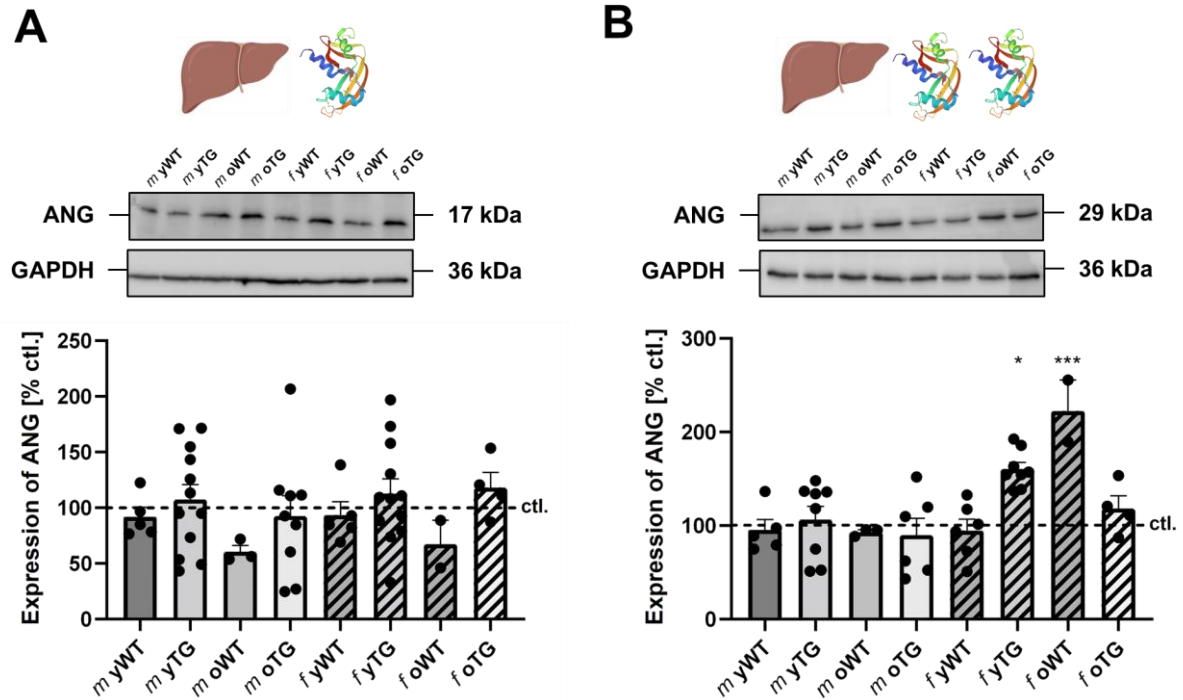 A
m yWT m yTG m oWT m oTG f yWT f yTG f oWT f oTG
ANG 17 kDa
GAPDH 36 kDa
Expression of ANG [% ctl.]
250
200
150
100
50
0
ctl.
m yWT m yTG m oWT m oTG f yWT f yTG f oWT f oTG
B
m yWT m yTG m oWT m oTG f yWT f yTG f oWT f oTG
ANG 29 kDa
GAPDH 36 kDa
Expression of ANG [% ctl.]
300
200
100
0
* ***
ctl.
m yWT m yTG m oWT m oTG f yWT f yTG f oWT f oTG